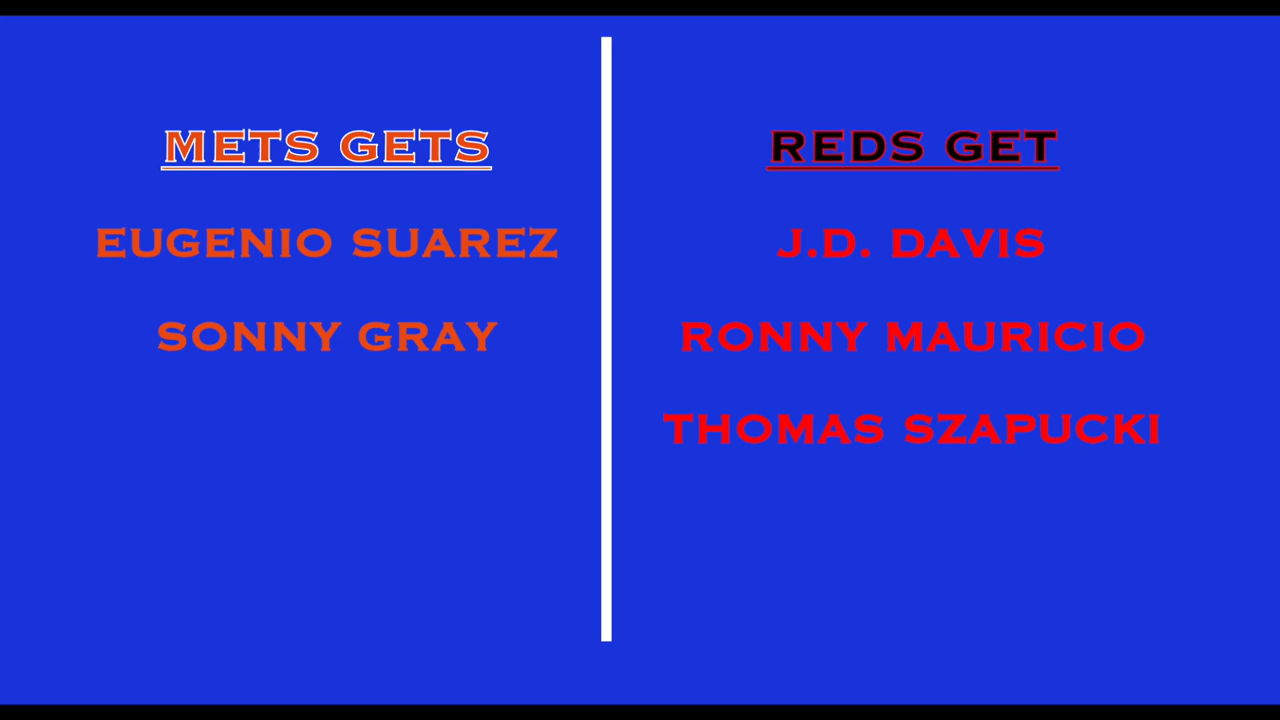 METS GETS
EUGENIO SUAREZ
SONNY GRAY
REDS GET
J.D. DAVIS
RONNY MAURICIO
THOMAS SZAPUCKI